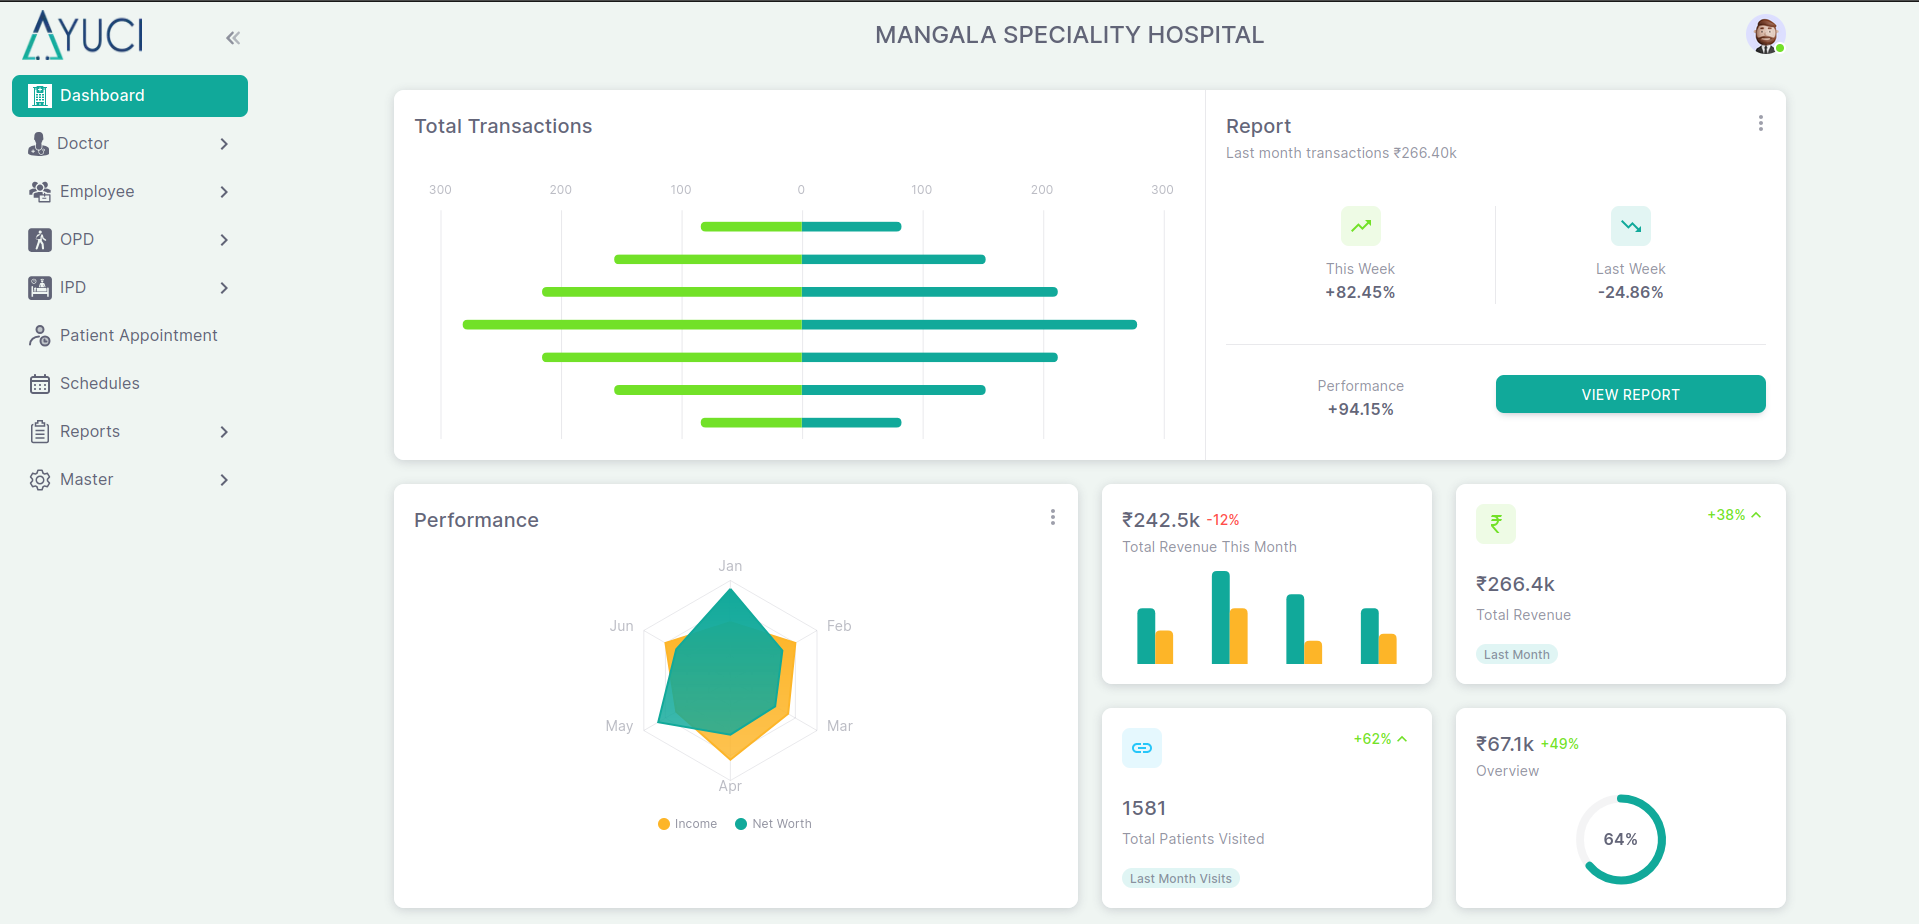 AYUCI
MANGALA SPECIALITY HOSPITAL
Dashboard
Doctor
Employee
OPD
IPD
Patient Appointment
Schedules
Reports
Master
Total Transactions
300 200 100 0 100 200 300
Report
Last month transactions ₹266.40k
This Week
+82.45%
Last Week
-24.86%
Performance
+94.15%
VIEW REPORT
Performance
Jan
Feb
Mar
Apr
May
Jun
Income Net Worth
₹242.5k -12%
Total Revenue This Month
₹
+38%
₹266.4k
Total Revenue
Last Month
+62%
1581
Total Patients Visited
Last Month Visits
₹67.1k +49%
Overview
64%